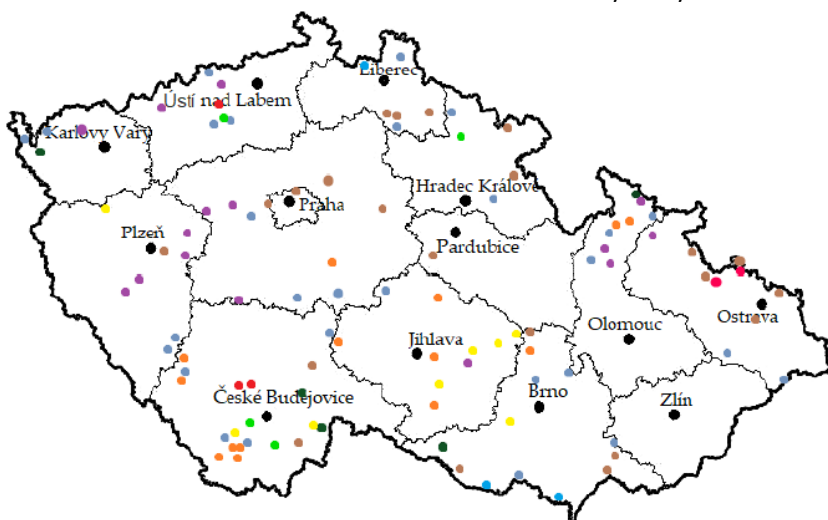 Liberec
Ústí nad Labem
Karlovy Vary
Hradec Králové
Praha
Pardubice
Plzeň
Ostrava
Olomouc
Jihlava
Brno
České Budějovice
Zlín